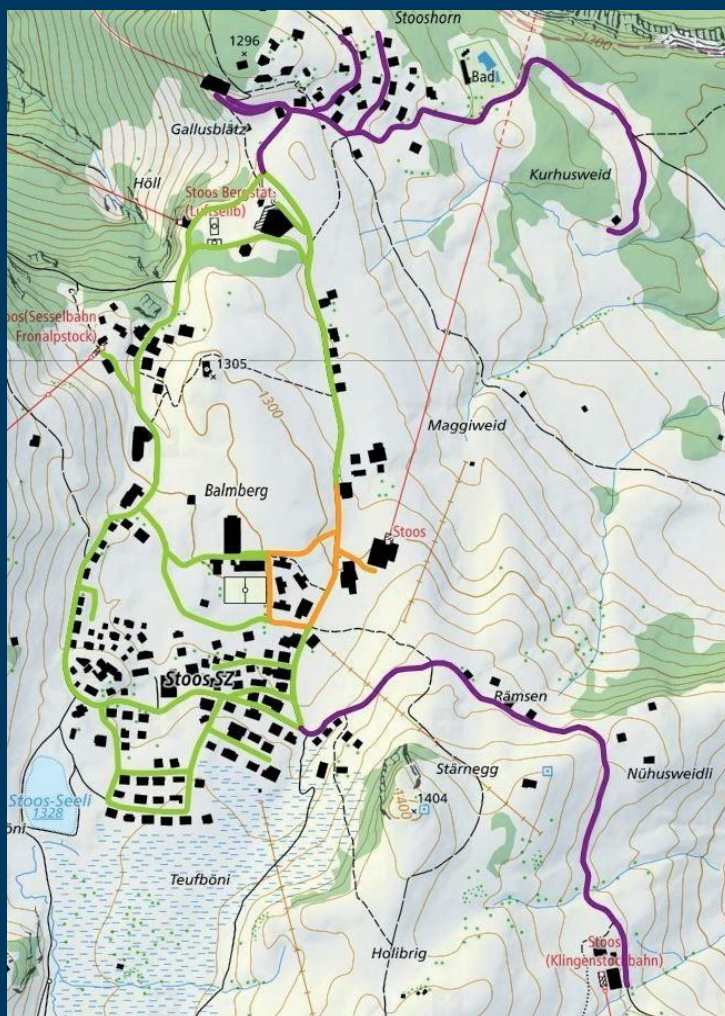 Stooshorn
1296
1200
Bad
Gallusblätz
Höll
Kurhusweid
Stoos Bergstat.
(Luftseilb)
oos(Sesselbahn
Fronalpstock)
1305
1300
Maggiweid
Balmberg
Stoos
Stoos SZ
Rämsen
Stärnegg
Nühusweidli
Stoos-Seeli
1328
1404
1400
öni
Teufböni
Holibrig
Stoos
(Klingenstockbahn)